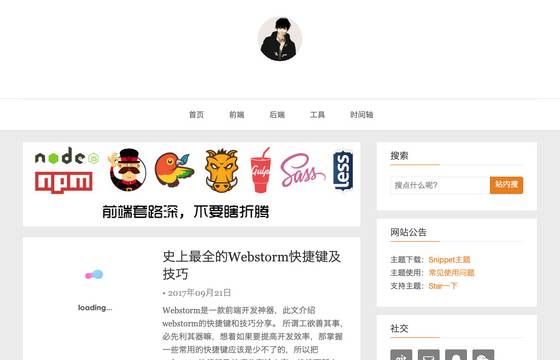 首页 前端 后端 工具 时间轴
node JS
npm
Gulp
Sass
less
前端套路深，不要瞎折腾
史上最全的Webstorm快捷键及
技巧
• 2017年09月21日
Webstorm是一款前端开发神器，此文介绍
webstorm的快捷键和技巧分享。 所谓工欲善其事，
必先利其器嘛，想着如果要提高开发效率，那掌握
一些常用的快捷键应该是少不了的，所以把
loading...
搜索
搜点什么呢? 站内搜
网站公告
主题下载：Snippet主题
主题使用：常见使用问题
支持主题：Star一下
社交
git